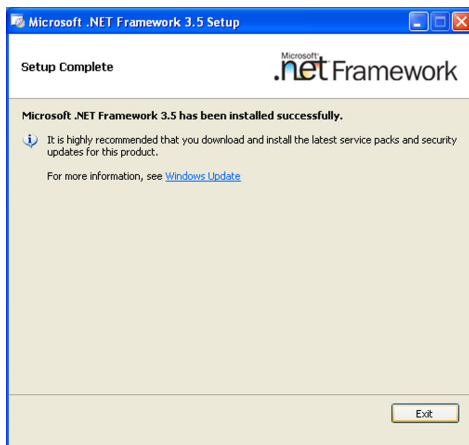 Microsoft .NET Framework 3.5 Setup
Setup Complete
Microsoft
.net Framework
Microsoft .NET Framework 3.5 has been installed successfully.
It is highly recommended that you download and install the latest service packs and security
updates for this product.
For more information, see Windows Update
Exit